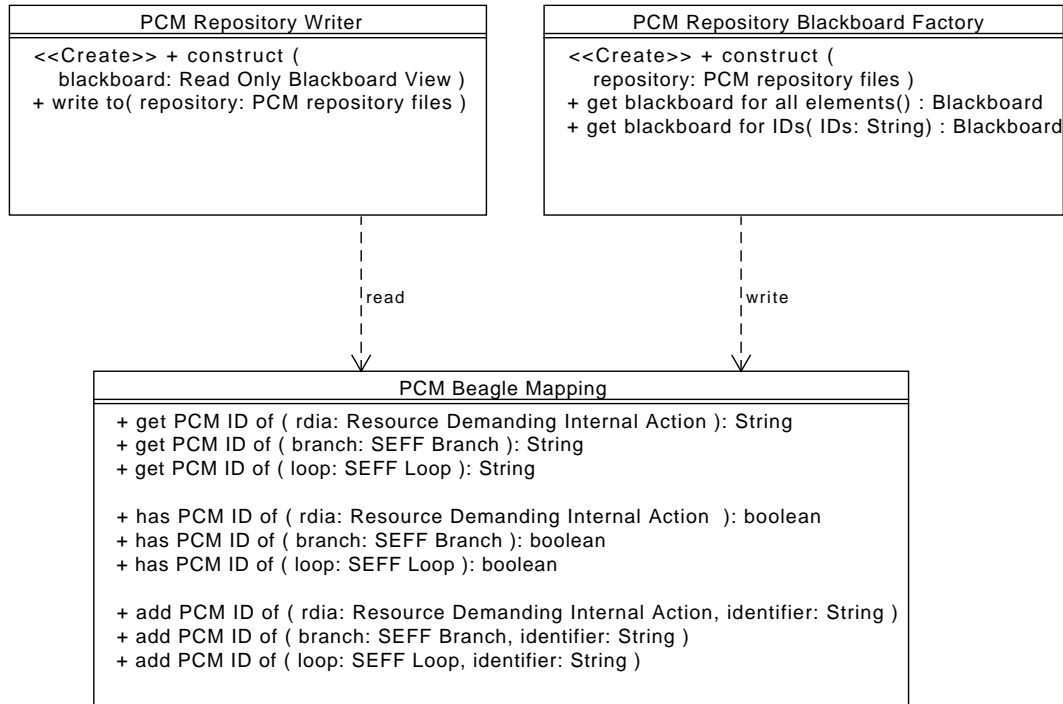 PCM Repository Writer
<<Create>> + construct (
blackboard: Read Only Blackboard View )
+ write to( repository: PCM repository files )
PCM Repository Blackboard Factory
<<Create>> + construct (
repository: PCM repository files )
+ get blackboard for all elements() : Blackboard
+ get blackboard for IDs( IDs: String) : Blackboard
read
write
PCM Beagle Mapping
+ get PCM ID of ( rdia: Resource Demanding Internal Action ): String
+ get PCM ID of ( branch: SEFF Branch ): String
+ get PCM ID of ( loop: SEFF Loop ): String
+ has PCM ID of ( rdia: Resource Demanding Internal Action  ): boolean
+ has PCM ID of ( branch: SEFF Branch ): boolean
+ has PCM ID of ( loop: SEFF Loop ): boolean
+ add PCM ID of ( rdia: Resource Demanding Internal Action, identifier: String )
+ add PCM ID of ( branch: SEFF Branch, identifier: String )
+ add PCM ID of ( loop: SEFF Loop, identifier: String )